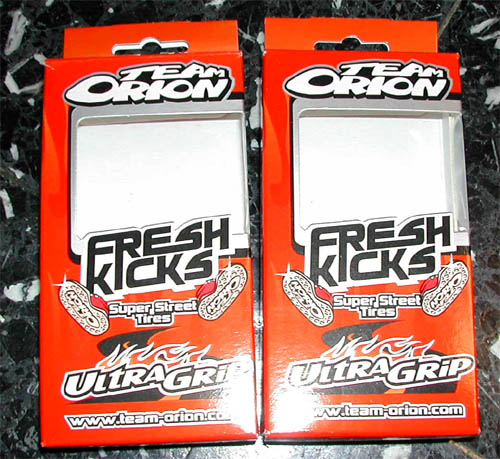 TEAM
ORION
FRESH
KICKS
Super Street
Tires
ULTRAGRIP
www.team-orion.com
TEAM
ORION
FRESH
KICKS
Super Street
Tires
ULTRAGRIP
www.team-orion.com